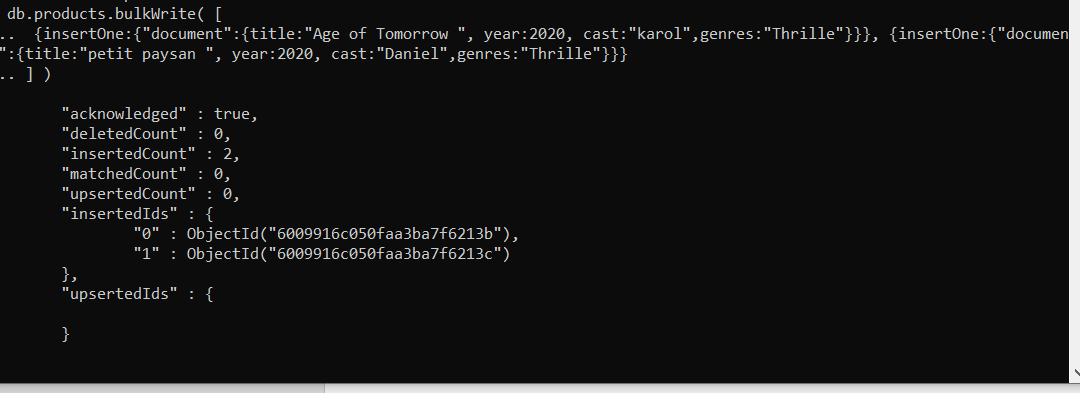 db.products.bulkWrite( [
.. {insertOne:{"document":{title:"Age of Tomorrow ", year:2020, cast:"karol",genres:"Thrille"}}}, {insertOne:{"documen
":{title:"petit paysan ", year:2020, cast:"Daniel",genres:"Thrille"}}}
.. ] )
"acknowledged" : true,
"deletedCount" : 0,
"insertedCount" : 2,
"matchedCount" : 0,
"upsertedCount" : 0,
"insertedIds" : {
"0" : ObjectId("6009916c050faa3ba7f6213b"),
"1" : ObjectId("6009916c050faa3ba7f6213c")
},
"upsertedIds" : {
}